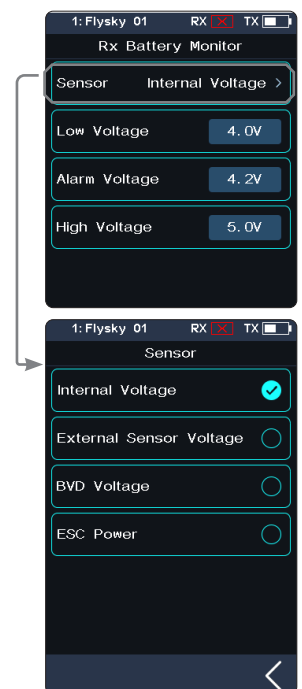 1: Flysky 01 RX TX
Rx Battery Monitor
Sensor Internal Voltage >
Low Voltage 4.0V
Alarm Voltage 4.2V
High Voltage 5.0V
1: Flysky 01 RX TX
Sensor
Internal Voltage
External Sensor Voltage
BVD Voltage
ESC Power